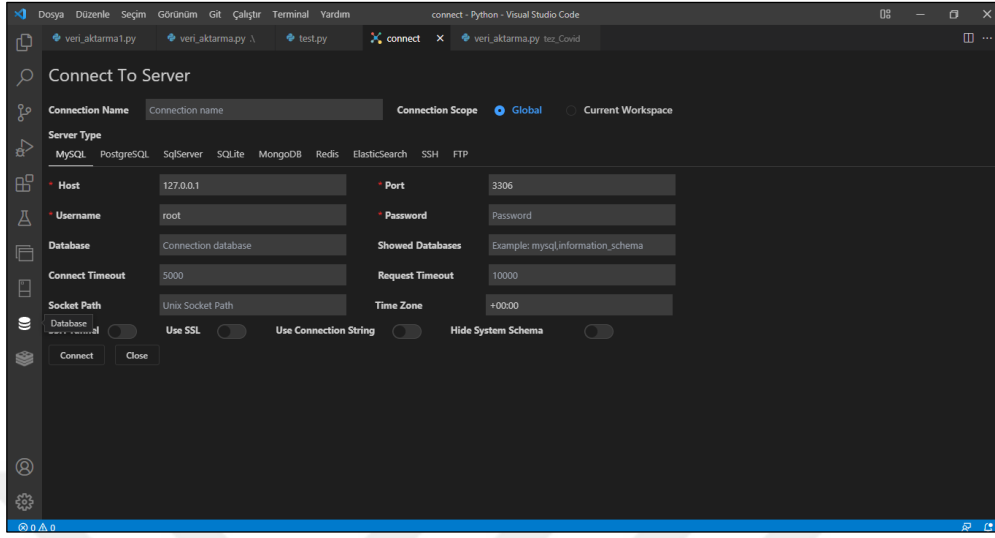 Dosya Düzenle Seçim Görünüm Git Çalıştır Terminal Yardım connect - Python - Visual Studio Code
veri_aktarma1.py veri_aktarma.py .\ test.py connect veri_aktarma.py tez_Covid
Connect To Server
Connection Name Connection name Connection Scope Global Current Workspace
Server Type
MySQL PostgreSQL SqlServer SQLite MongoDB Redis ElasticSearch SSH FTP
* Host 127.0.0.1 * Port 3306
* Username root * Password Password
Database Connection database Showed Databases Example: mysql,information_schema
Connect Timeout 5000 Request Timeout 10000
Socket Path Unix Socket Path Time Zone +00:00
Database
Use SSL Use Connection String Hide System Schema
Connect Close
0 0